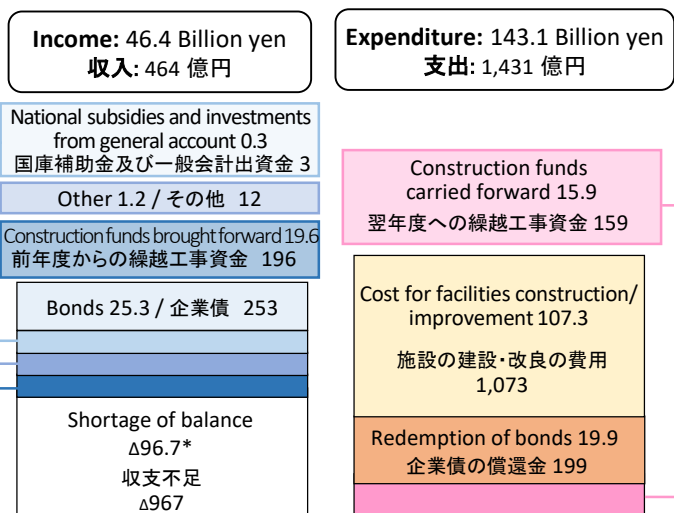 Income: 46.4 Billion yen
収入: 464 億円
Expenditure: 143.1 Billion yen
支出: 1,431 億円
National subsidies and investments
from general account 0.3
国庫補助金及び一般会計出資金 3
Other 1.2 / その他 12
Construction funds brought forward 19.6
前年度からの繰越工事資金 196
Bonds 25.3 / 企業債 253
Shortage of balance
Δ96.7*
収支不足
Δ967
Construction funds
carried forward 15.9
翌年度への繰越工事資金 159
Cost for facilities construction/
improvement 107.3
施設の建設・改良の費用
1,073
Redemption of bonds 19.9
企業債の償還金 199